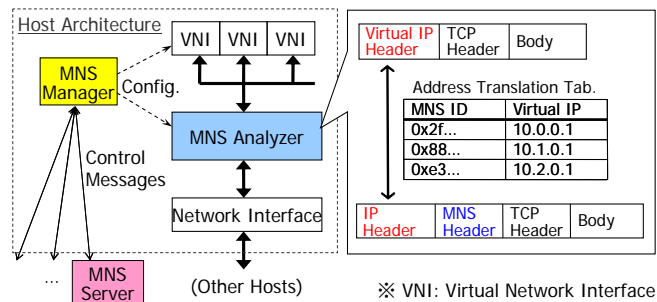 Host Architecture
VNI VNI VNI
MNS
Manager
Config.
MNS Analyzer
Control
Messages
Network Interface
...
MNS
Server
(Other Hosts)
Virtual IP
Header
TCP
Header
Body
Address Translation Tab.
MNS ID Virtual IP
0x2f... 10.0.0.1
0x88... 10.1.0.1
0xe3... 10.2.0.1
IP
Header
MNS
Header
TCP
Header
Body
※ VNI: Virtual Network Interface